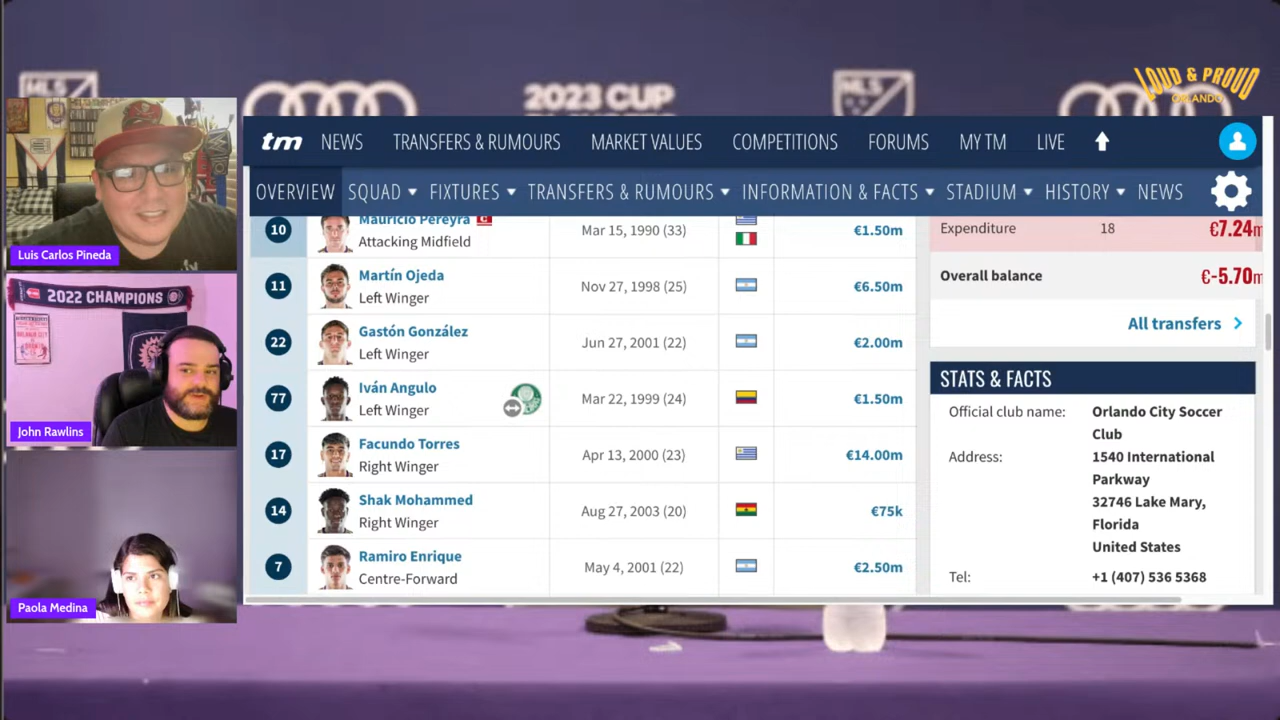 MLS
2023 CUP
MLS
LOUD & PROUD
ORLANDO
tm NEWS TRANSFERS & RUMOURS MARKET VALUES COMPETITIONS FORUMS MY TM LIVE
OVERVIEW SQUAD FIXTURES TRANSFERS & RUMOURS INFORMATION & FACTS STADIUM HISTORY NEWS
10 Mauricio Pereyra C Mar 15, 1990 (33) €1.50m
Attacking Midfield
11 Martín Ojeda Nov 27, 1998 (25) €6.50m
Left Winger
22 Gastón González Jun 27, 2001 (22) €2.00m
Left Winger
77 Iván Angulo Mar 22, 1999 (24) €1.50m
Left Winger
17 Facundo Torres Apr 13, 2000 (23) €14.00m
Right Winger
14 Shak Mohammed Aug 27, 2003 (20) €75k
Right Winger
7 Ramiro Enrique May 4, 2001 (22) €2.50m
Centre-Forward
Expenditure 18 €7.24m
Overall balance €-5.70m
All transfers
STATS & FACTS
Official club name: Orlando City Soccer
Club
Address: 1540 International
Parkway
32746 Lake Mary,
Florida
United States
Tel: +1 (407) 536 5368
Luis Carlos Pineda
2022 CHAMPIONS
John Rawlins
Paola Medina